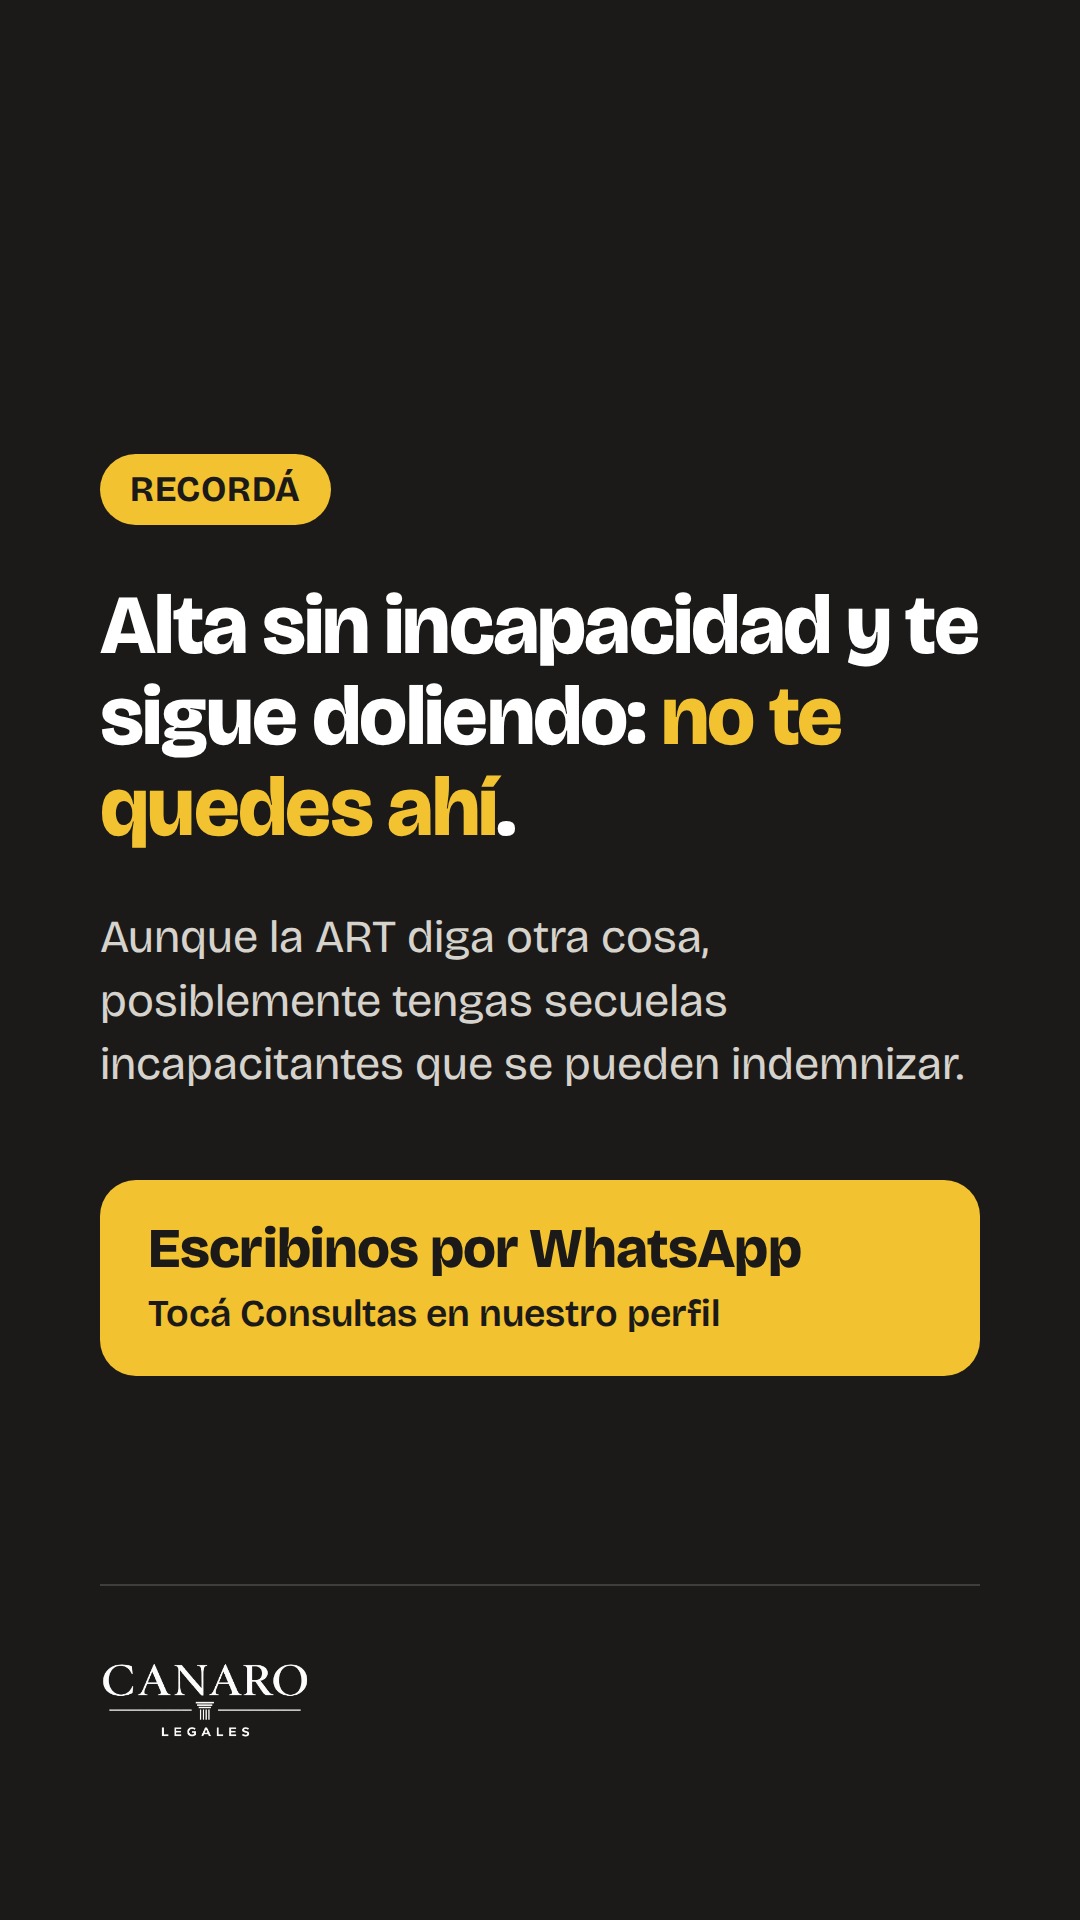 RECORDÁ
Alta sin incapacidad y te
sigue doliendo: no te
quedes ahí.
Aunque la ART diga otra cosa,
posiblemente tengas secuelas
incapacitantes que se pueden indemnizar.
Escribinos por WhatsApp
Tocá Consultas en nuestro perfil
CANARO
LEGALES